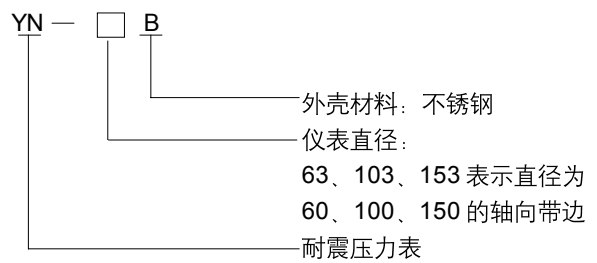 YN — □ B
外壳材料：不锈钢
仪表直径：
63、103、153 表示直径为
60、100、150 的轴向带边
耐震压力表